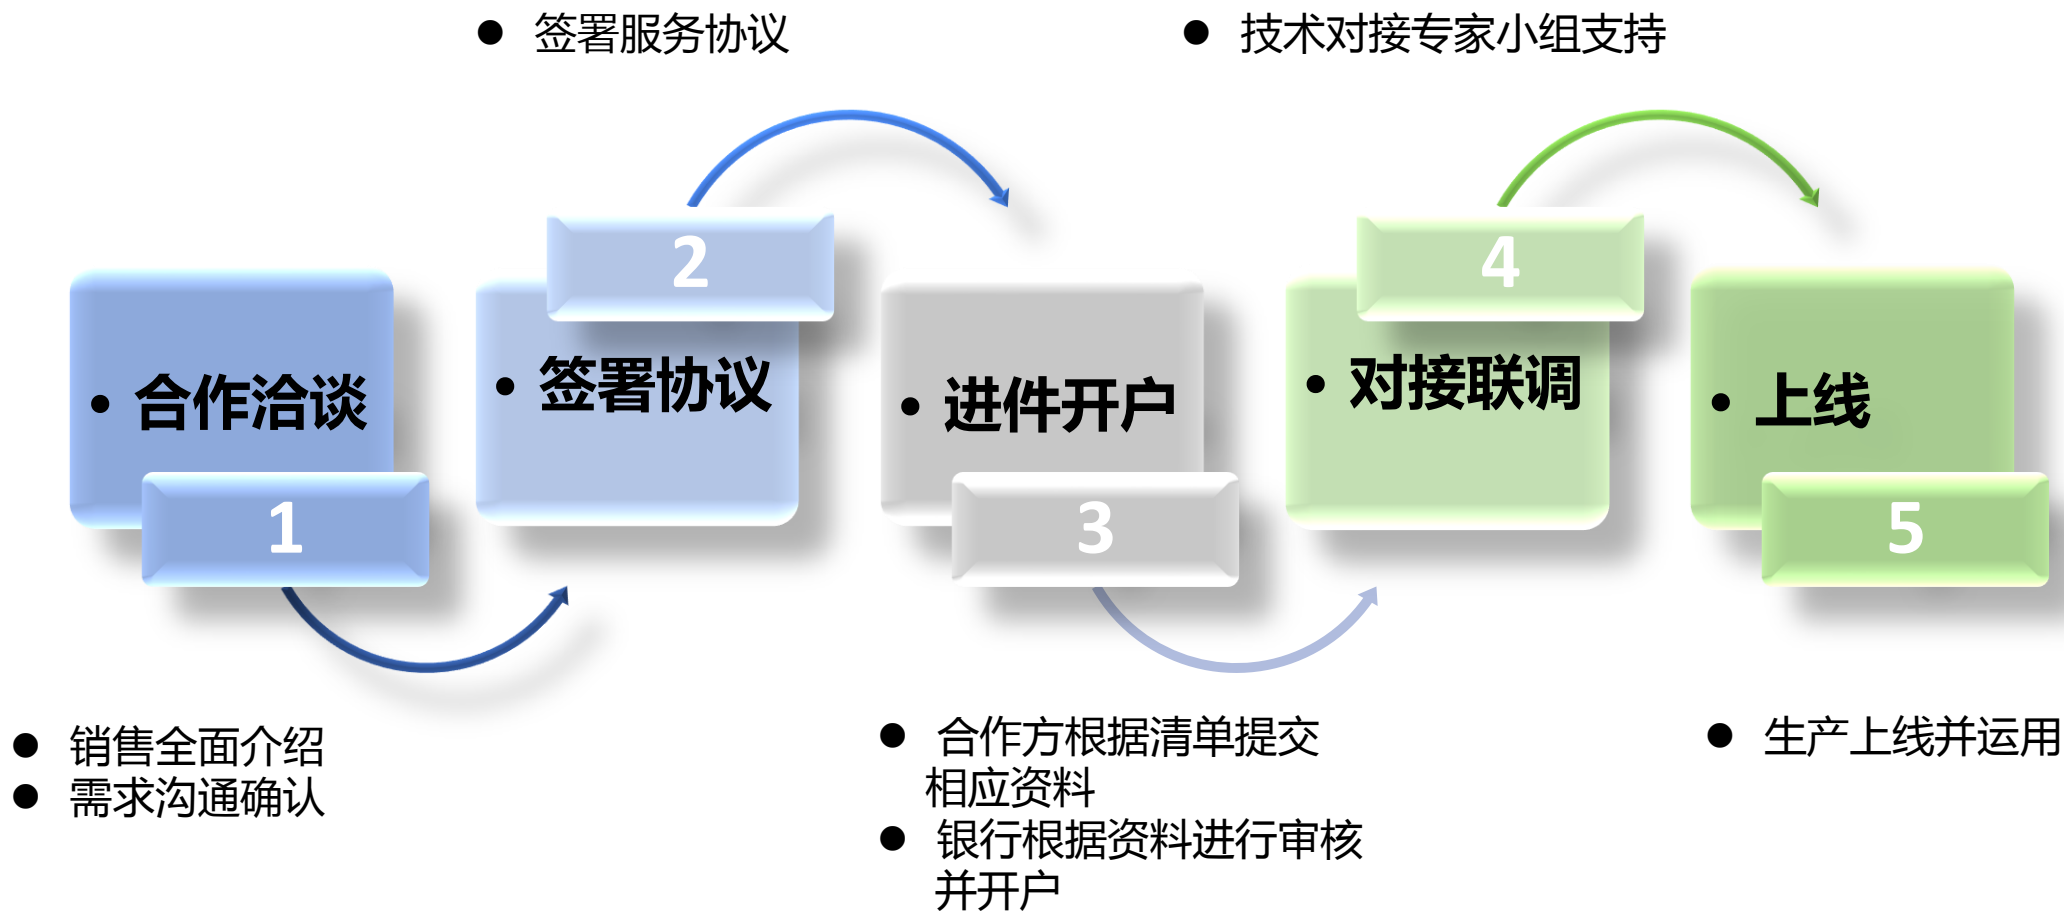 ● 签署服务协议
● 技术对接专家小组支持
2
4
• 合作洽谈
• 签署协议
• 进件开户
• 对接联调
• 上线
1
3
5
● 销售全面介绍
● 需求沟通确认
● 合作方根据清单提交
相应资料
● 银行根据资料进行审核
并开户
● 生产上线并运用